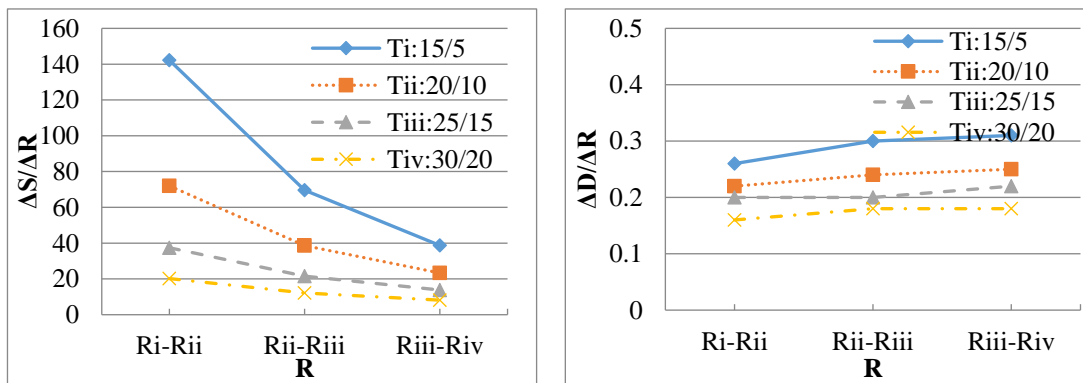 160
140
120
100
80
60
40
20
0
ΔS/ΔR
Ti:15/5
Tii:20/10
Tiii:25/15
Tiv:30/20
Ri-Rii Rii-Riii Riii-Riv
R
0.5
0.4
0.3
0.2
0.1
0
ΔD/ΔR
Ti:15/5
Tii:20/10
Tiii:25/15
Tiv:30/20
Ri-Rii Rii-Riii Riii-Riv
R